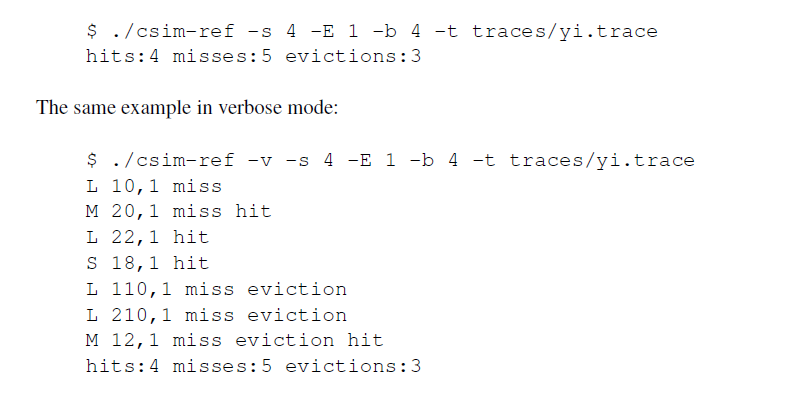 $ ./csim-ref -s 4 -E 1 -b 4 -t traces/yi.trace
hits:4 misses:5 evictions:3
The same example in verbose mode:
$ ./csim-ref -v -s 4 -E 1 -b 4 -t traces/yi.trace
L 10,1 miss
M 20,1 miss hit
L 22,1 hit
S 18,1 hit
L 110,1 miss eviction
L 210,1 miss eviction
M 12,1 miss eviction hit
hits:4 misses:5 evictions:3